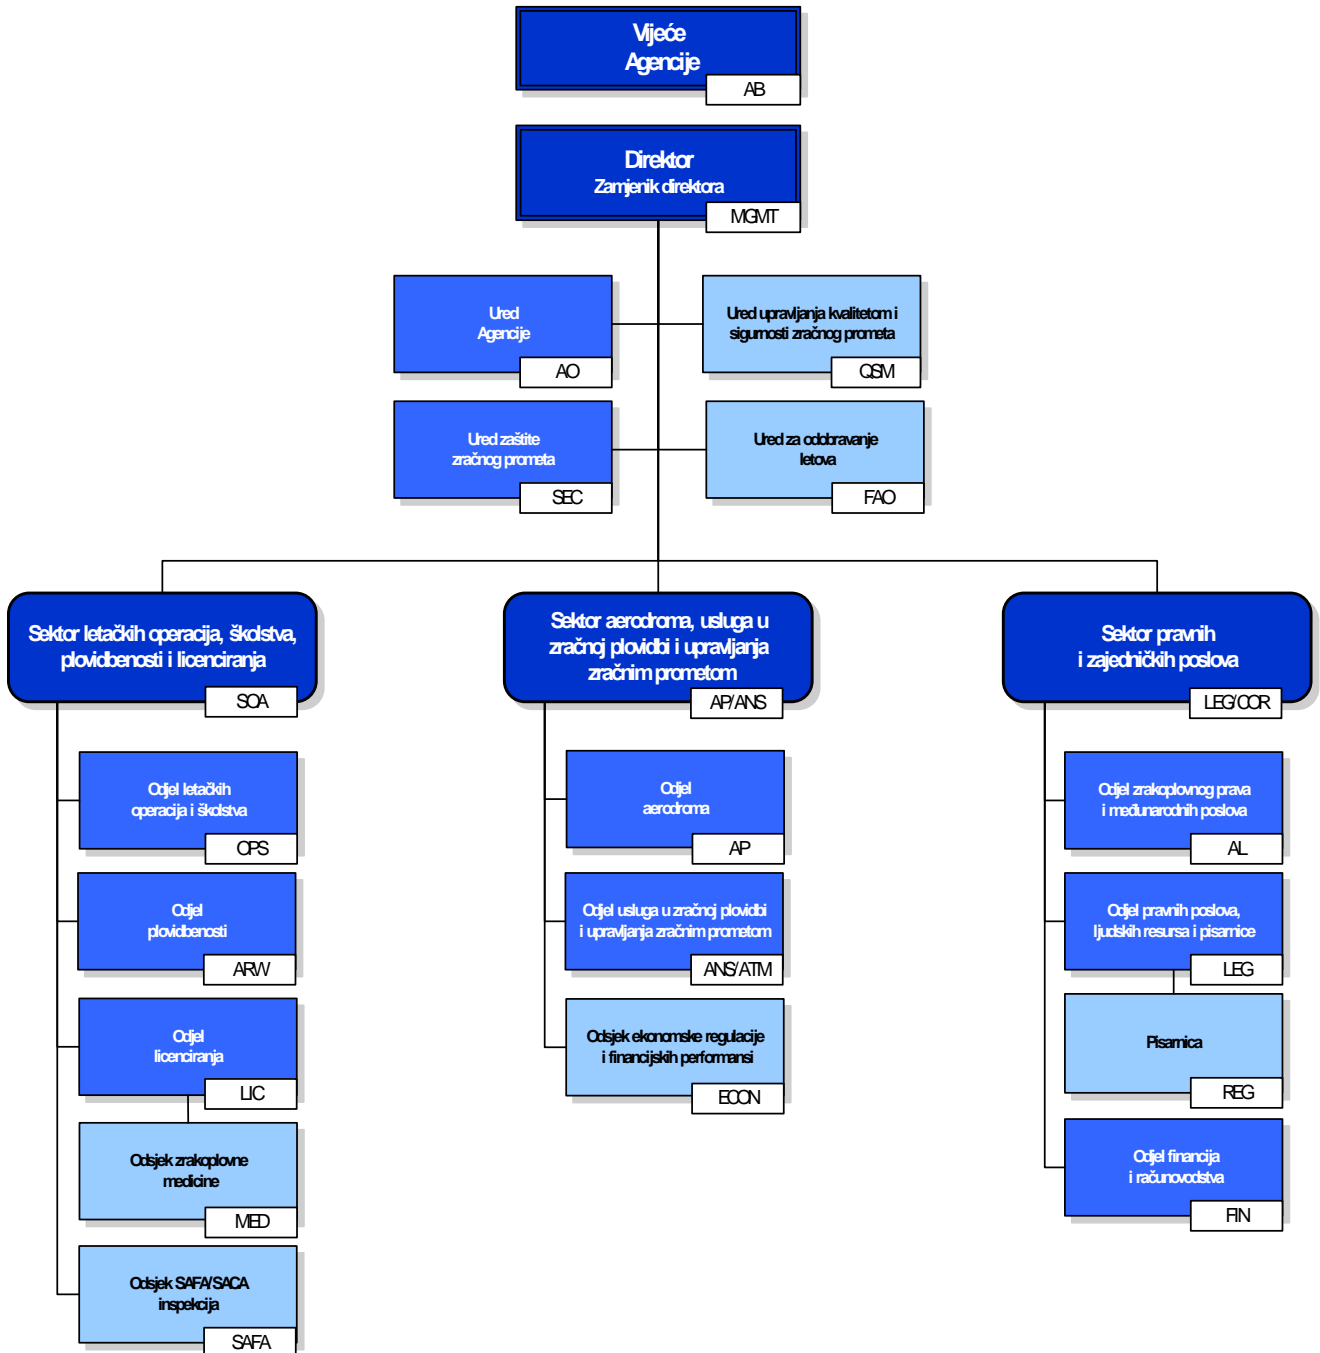 Vijeće
Agencije
AB
Direktor
Zamjenik direktora
MGMT
Ured
Agencije
AO
Ured upravljanja kvalitetom i
sigurnosti zračnog prometa
QSM
Ured zaštite
zračnog prometa
SEC
Ured za odobravanje
letova
FAO
Sektor letačkih operacija, školstva,
plovidbenosti i licenciranja
SOA
Sektor aerodroma, usluga u
zračnoj plovidbi i upravljanja
zračnim prometom
AP/ANS
Sektor pravnih
i zajedničkih poslova
LEG/COR
Odjel letačkih
operacija i školstva
OPS
Odjel
plovidbenosti
ARW
Odjel
licenciranja
LIC
Odsjek zrakoplovne
medicine
MED
Odsjek SAFA/SACA
inspekcija
SAFA
Odjel
aerodroma
AP
Odjel usluga u zračnoj plovidbi
i upravljanja zračnim prometom
ANS/ATM
Odsjek ekonomske regulacije
i financijskih performansi
ECON
Odjel zrakoplovnog prava
i međunarodnih poslova
AL
Odjel pravnih poslova,
ljudskih resursa i pisarnice
LEG
Pisarnica
REG
Odjel financija
i računovodstva
FIN